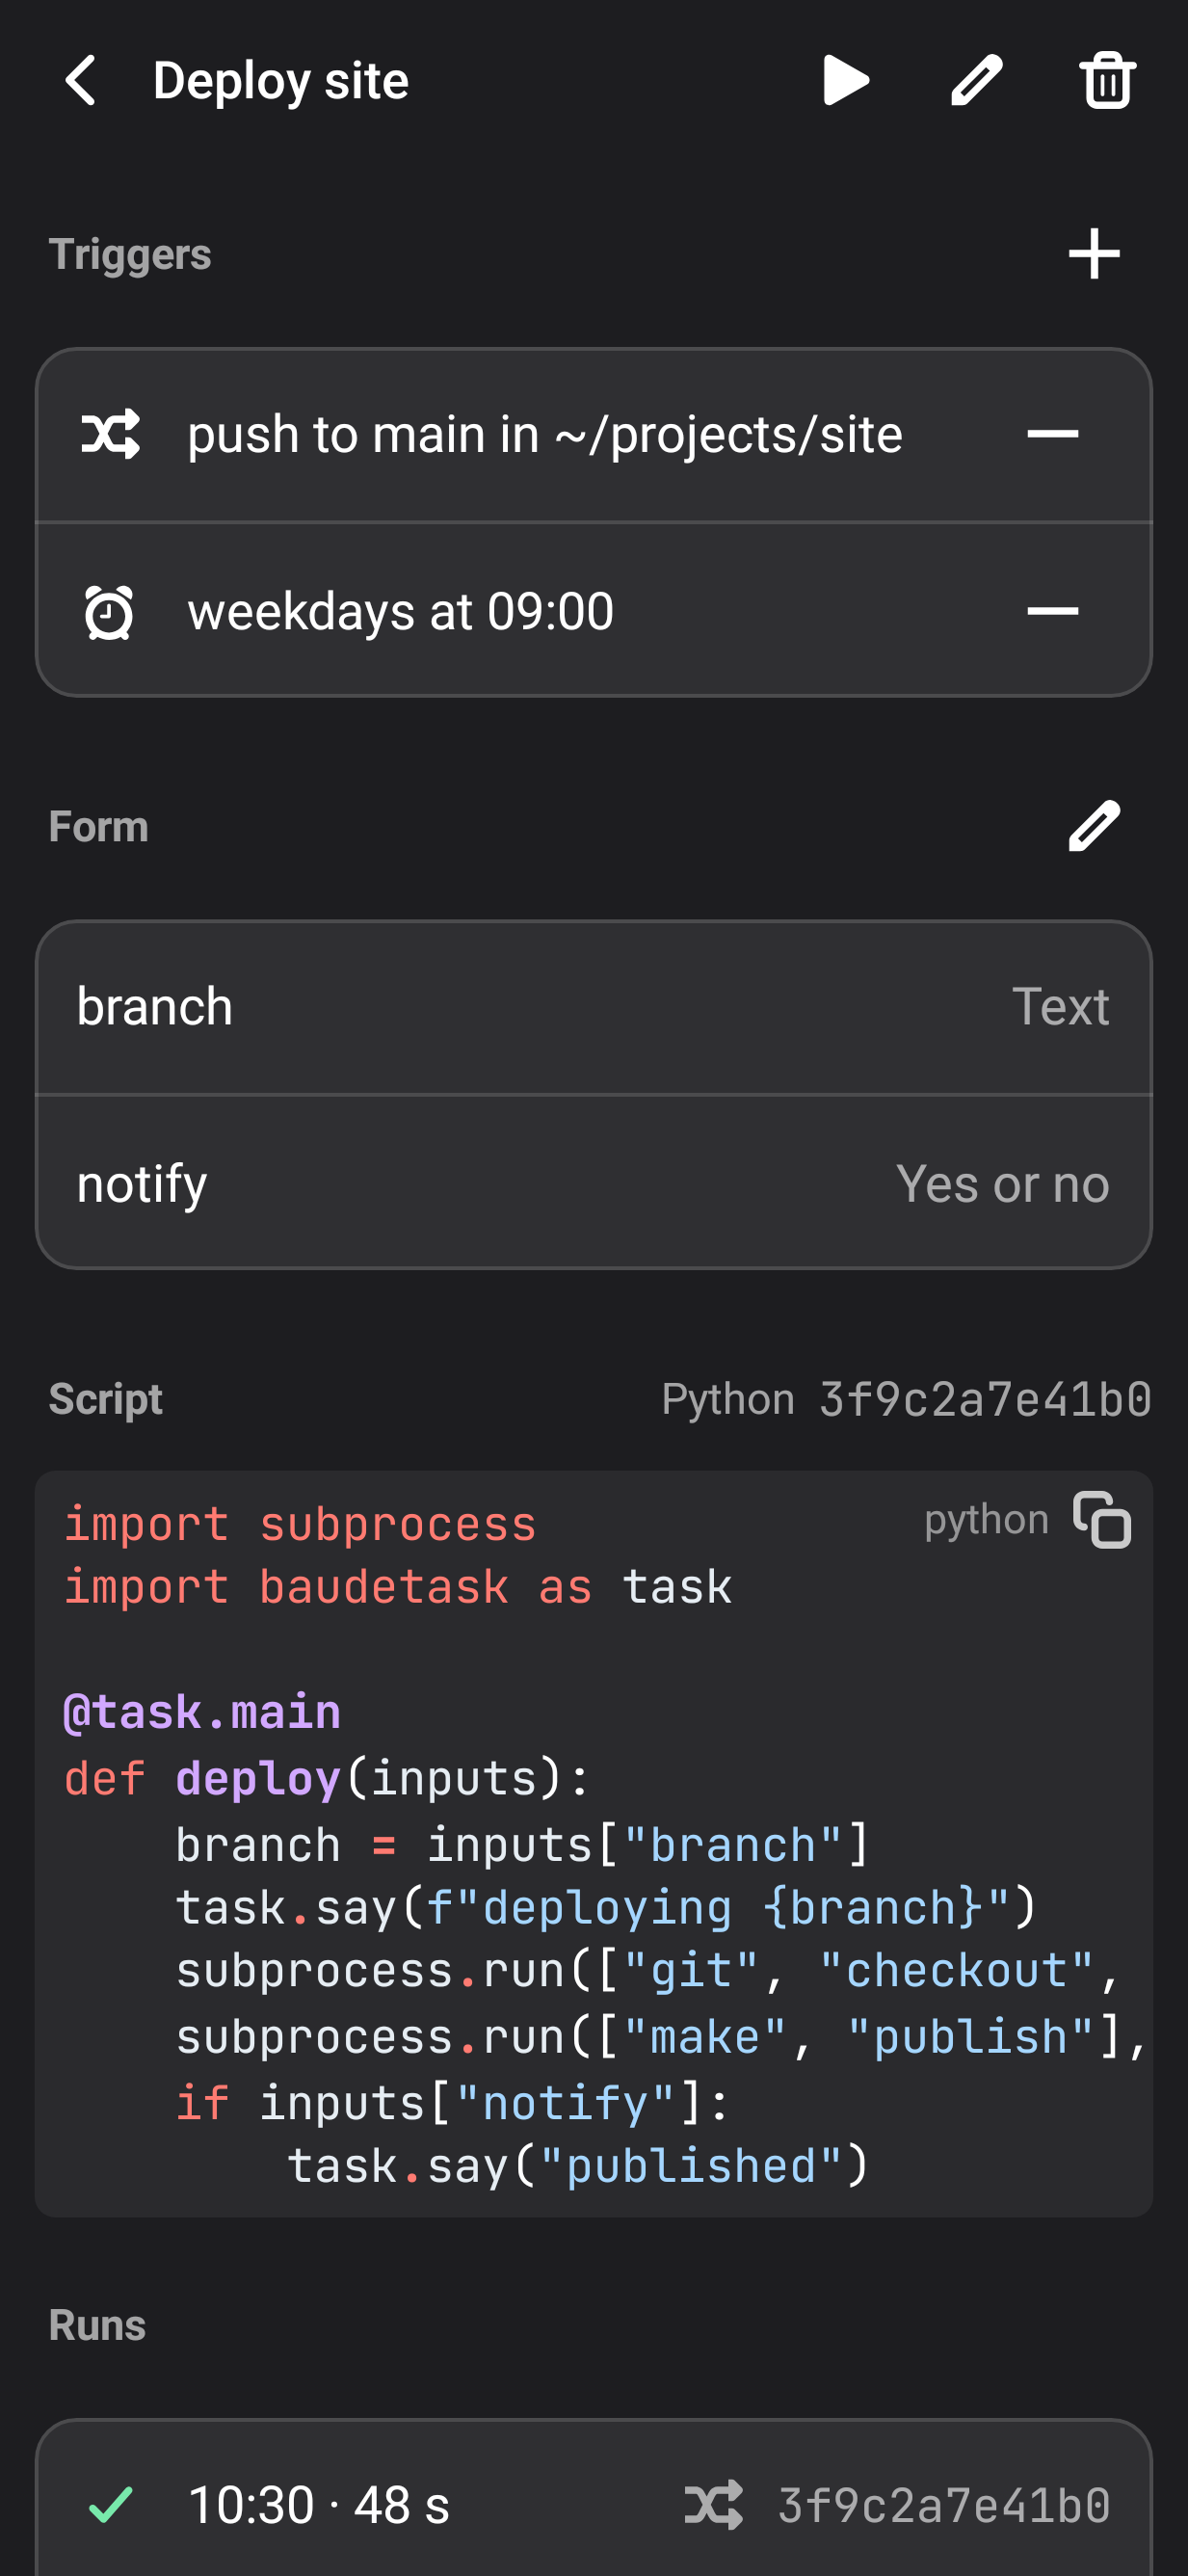 Deploy site
Triggers
push to main in ~/projects/site
weekdays at 09:00
Form
branch Text
notify Yes or no
Script Python 3f9c2a7e41b0
python
import subprocess
import baudetask as task
@task.main
def deploy(inputs):
    branch = inputs["branch"]
    task.say(f"deploying {branch}")
    subprocess.run(["git", "checkout",
    subprocess.run(["make", "publish"],
    if inputs["notify"]:
        task.say("published")
Runs
10:30 · 48 s 3f9c2a7e41b0